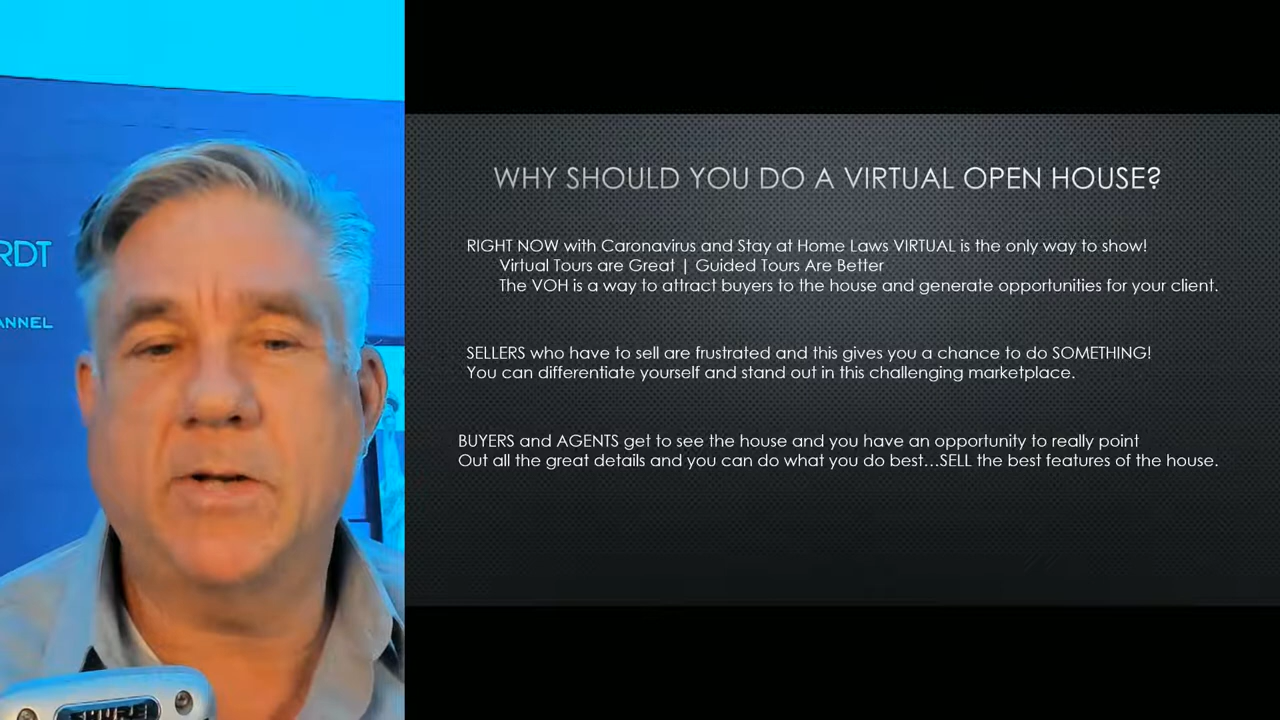 RDT
ANNEL
SHURE
WHY SHOULD YOU DO A VIRTUAL OPEN HOUSE?
RIGHT NOW with Caronavirus and Stay at Home Laws VIRTUAL is the only way to show!
Virtual Tours are Great | Guided Tours Are Better
The VOH is a way to attract buyers to the house and generate opportunities for your client.
SELLERS who have to sell are frustrated and this gives you a chance to do SOMETHING!
You can differentiate yourself and stand out in this challenging marketplace.
BUYERS and AGENTS get to see the house and you have an opportunity to really point
Out all the great details and you can do what you do best...SELL the best features of the house.